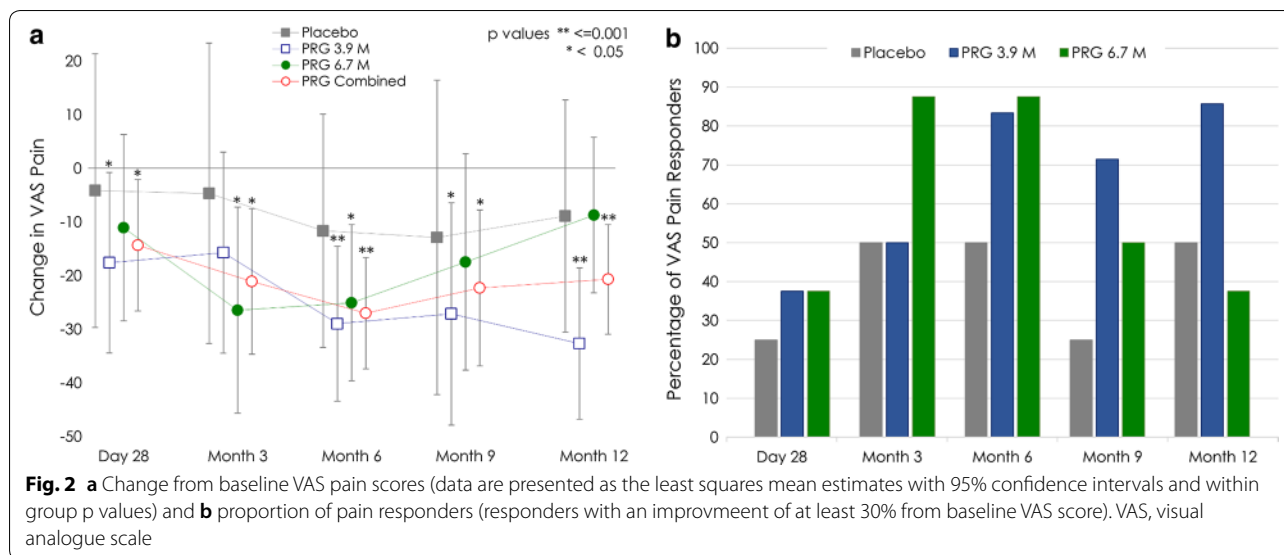 a
Placebo
PRG 3.9 M
PRG 6.7 M
PRG Combined
p values ** <=0.001
* < 0.05
Change in VAS Pain
20
10
0
-10
-20
-30
-40
-50
* * * * ** * ** * * ** **
Day 28 Month 3 Month 6 Month 9 Month 12
b
Placebo PRG 3.9 M PRG 6.7 M
Percentage of VAS Pain Responders
100
90
80
70
60
50
40
30
20
10
0
Day 28 Month 3 Month 6 Month 9 Month 12
Fig. 2 a Change from baseline VAS pain scores (data are presented as the least squares mean estimates with 95% confidence intervals and within
group p values) and b proportion of pain responders (responders with an improvmeent of at least 30% from baseline VAS score). VAS, visual
analogue scale